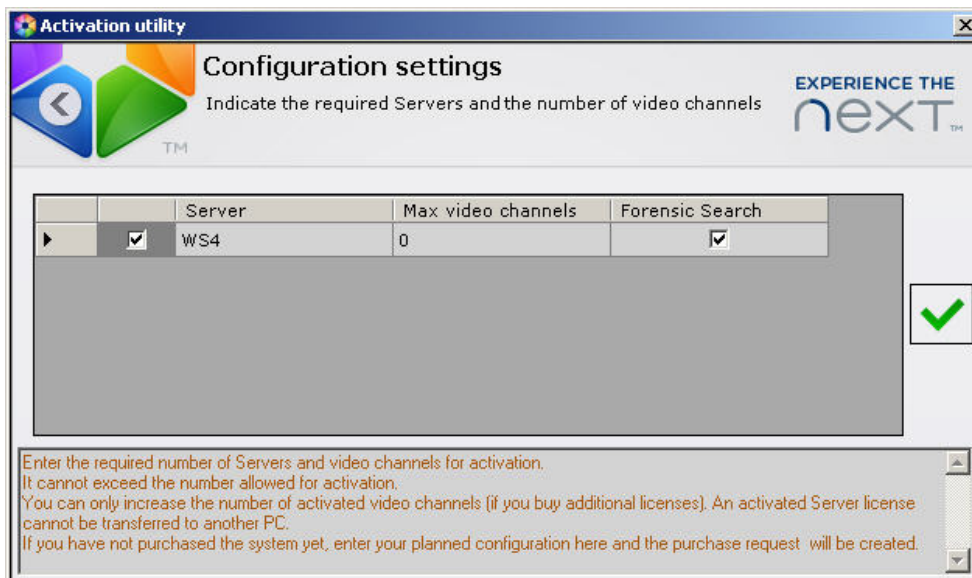 Activation utility
Configuration settings
Indicate the required Servers and the number of video channels
EXPERIENCE THE
next TM
TM
Server Max video channels Forensic Search
WS4 0
Enter the required number of Servers and video channels for activation.
It cannot exceed the number allowed for activation.
You can only increase the number of activated video channels (if you buy additional licenses). An activated Server license
cannot be transferred to another PC.
If you have not purchased the system yet, enter your planned configuration here and the purchase request will be created.